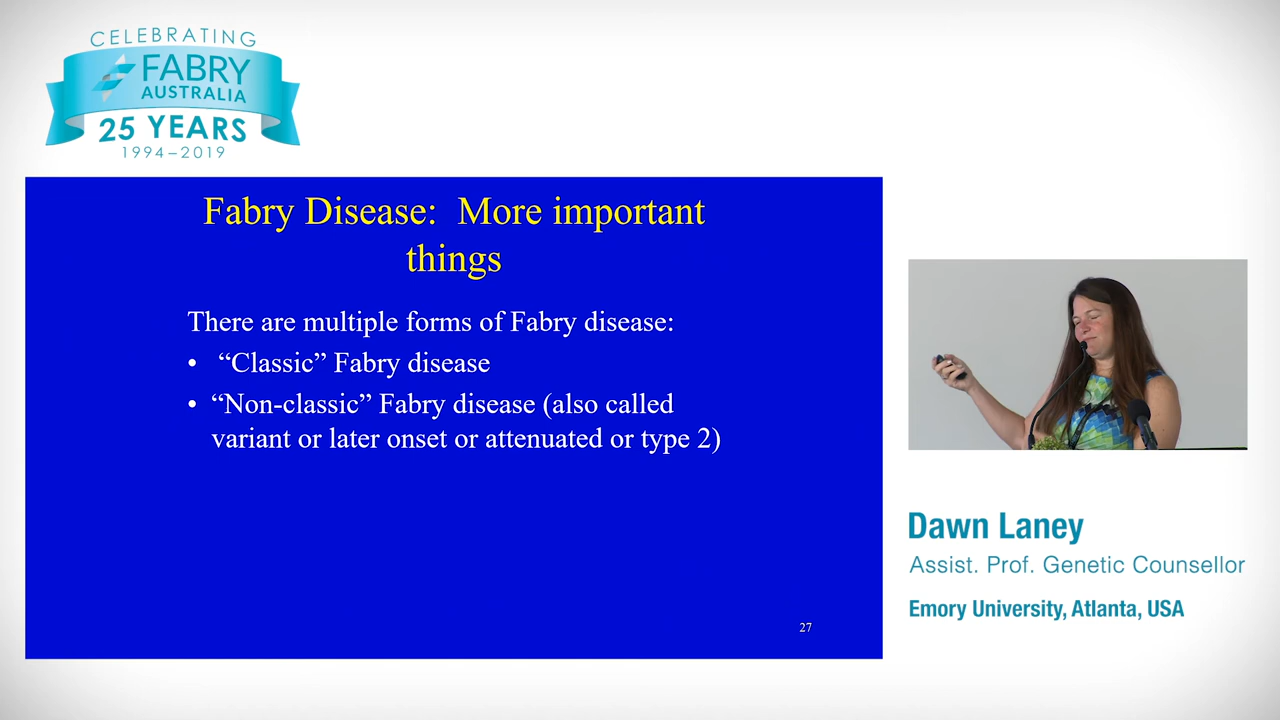 CELEBRATING
FABRY
AUSTRALIA
25 YEARS
1994–2019
Fabry Disease:  More important
things
There are multiple forms of Fabry disease:
• “Classic” Fabry disease
• “Non-classic” Fabry disease (also called
variant or later onset or attenuated or type 2)
27
Dawn Laney
Assist. Prof. Genetic Counsellor
Emory University, Atlanta, USA